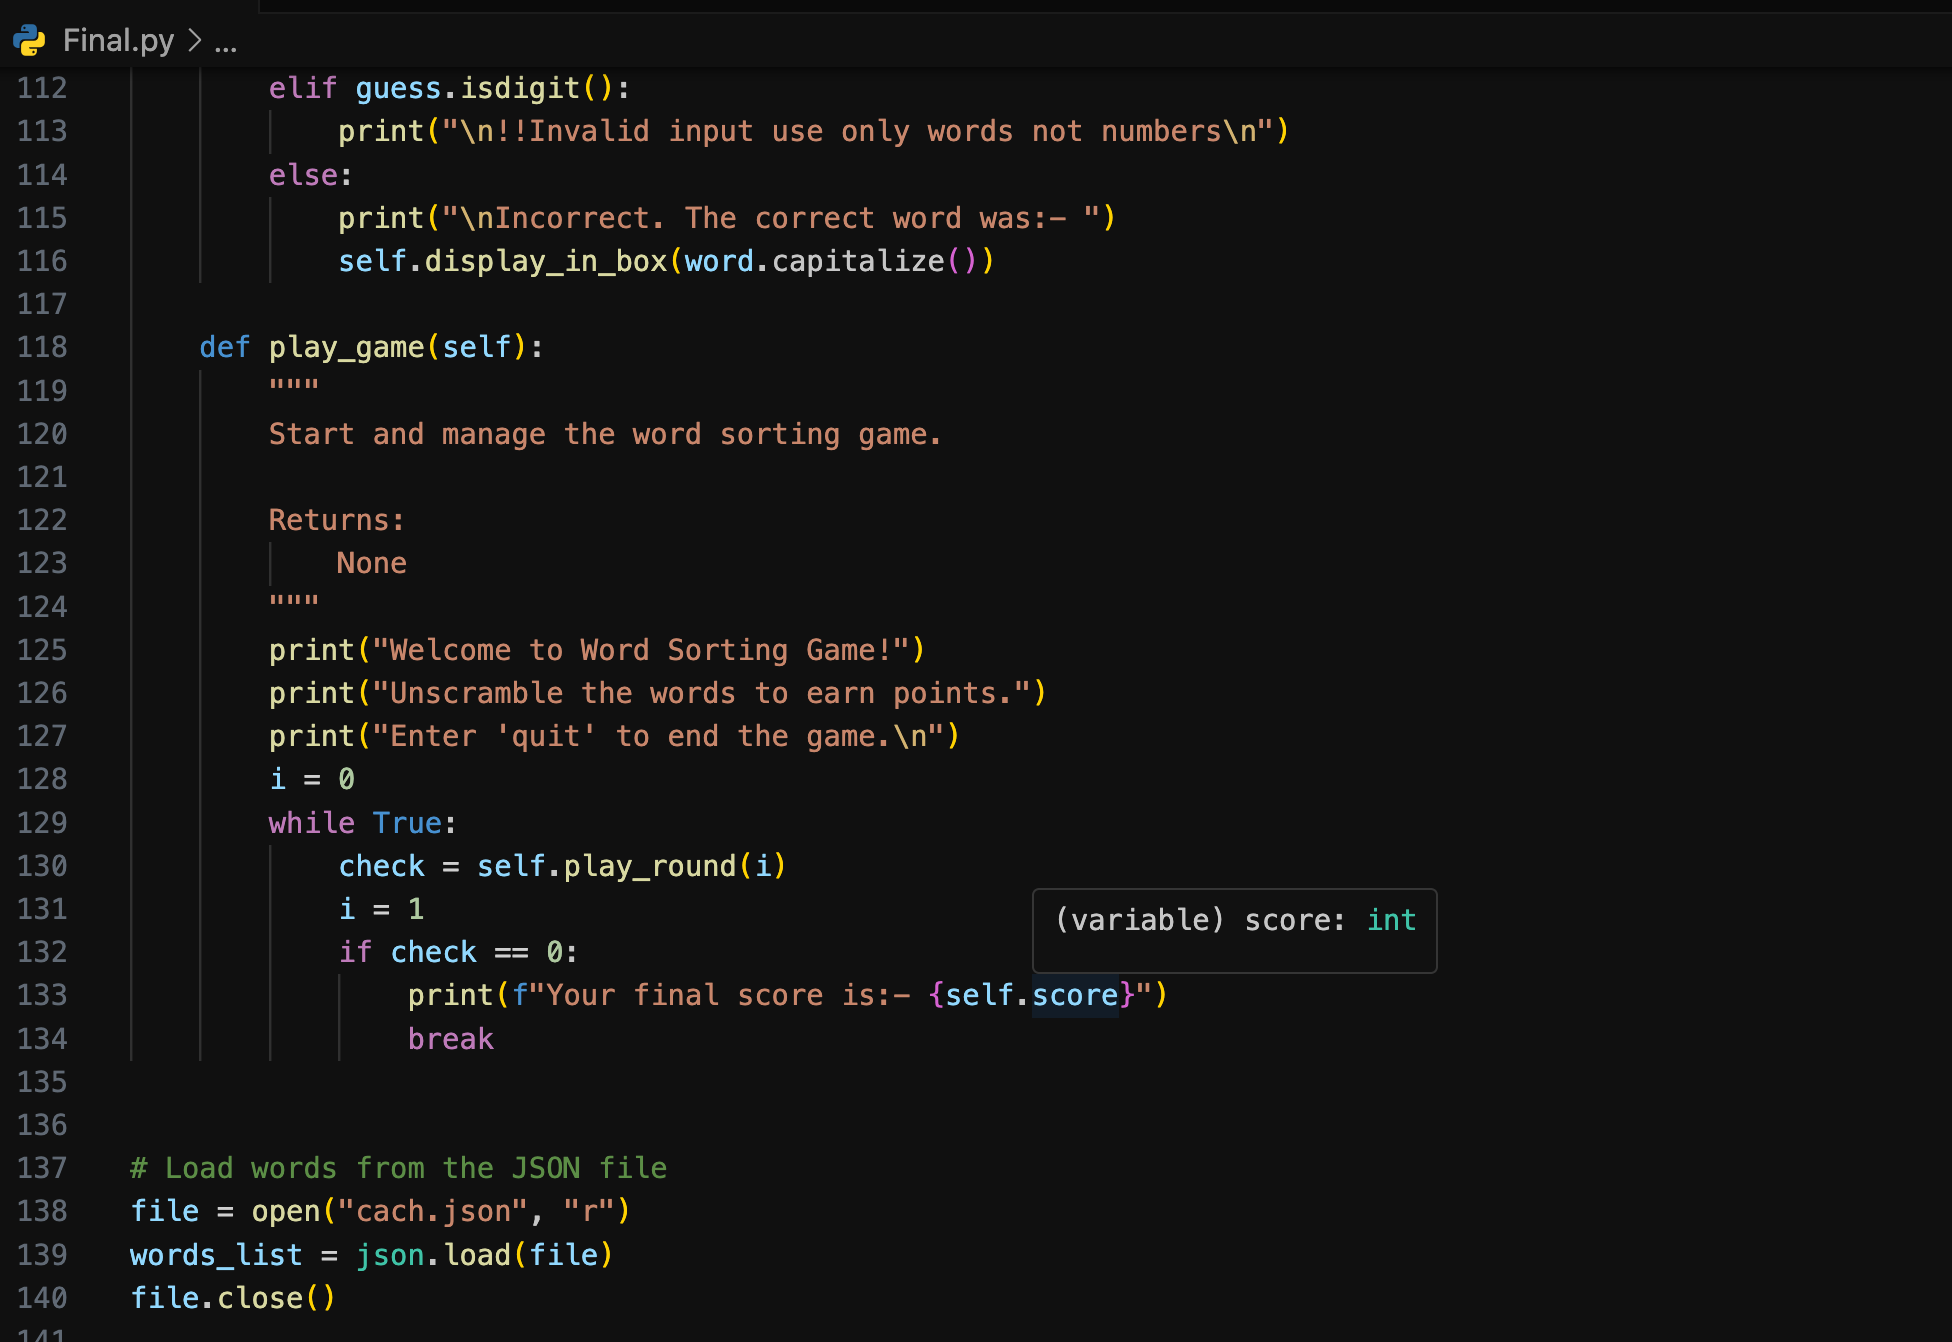 Final.py > ...
112 elif guess.isdigit():
113 print("\n!!Invalid input use only words not numbers\n")
114 else:
115 print("\nIncorrect. The correct word was:- ")
116 self.display_in_box(word.capitalize())
117
118 def play_game(self):
119 """
120 Start and manage the word sorting game.
121
122 Returns:
123 None
124 """
125 print("Welcome to Word Sorting Game!")
126 print("Unscramble the words to earn points.")
127 print("Enter 'quit' to end the game.\n")
128 i = 0
129 while True:
130 check = self.play_round(i)
131 i = 1
(variable) score: int
132 if check == 0:
133 print(f"Your final score is:- {self.score}")
134 break
135
136
137 # Load words from the JSON file
138 file = open("cach.json", "r")
139 words_list = json.load(file)
140 file.close()
141